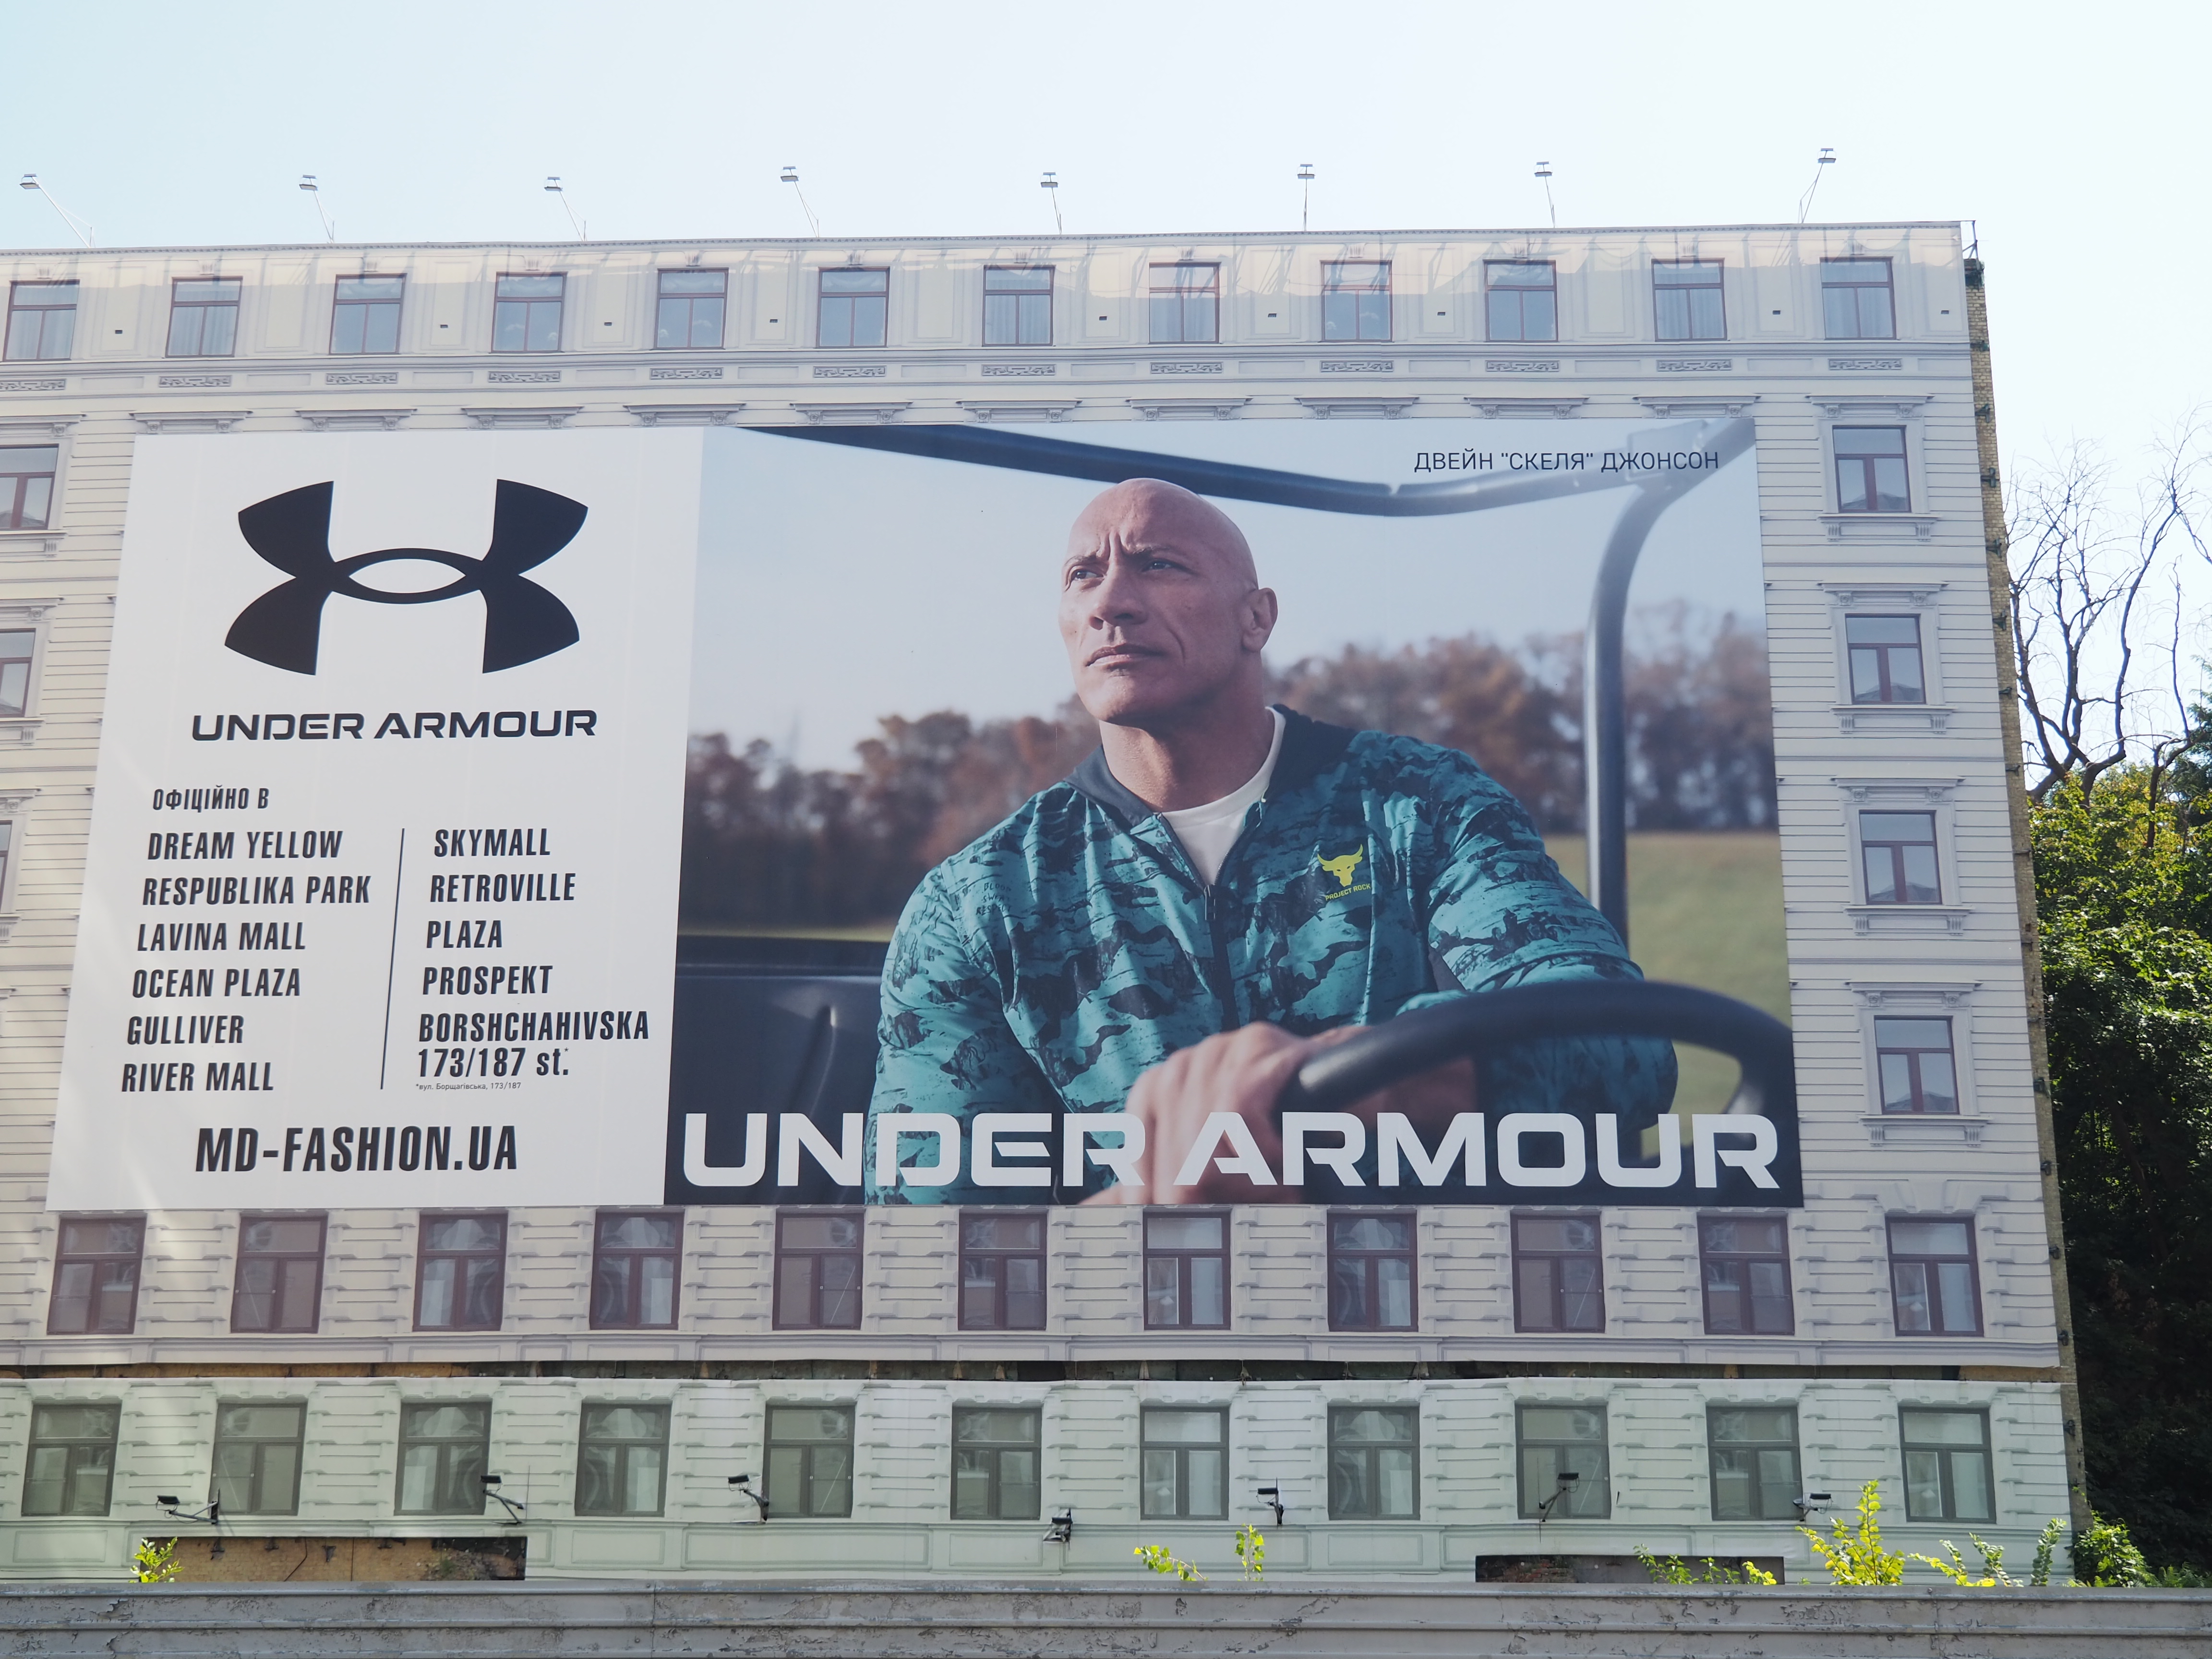 ДВЕЙН "СКЕЛЯ" ДЖОНСОН
UNDER ARMOUR
ОФІЦІЙНО В
DREAM YELLOW
RESPUBLIKA PARK
LAVINA MALL
OCEAN PLAZA
GULLIVER
RIVER MALL
SKYMALL
RETROVILLE
PLAZA
PROSPEKT
BORSHCHAHIVSKA
173/187 st.*
*вул. Борщагівська, 173/187
MD-FASHION.UA
PROJECT ROCK
UNDER ARMOUR